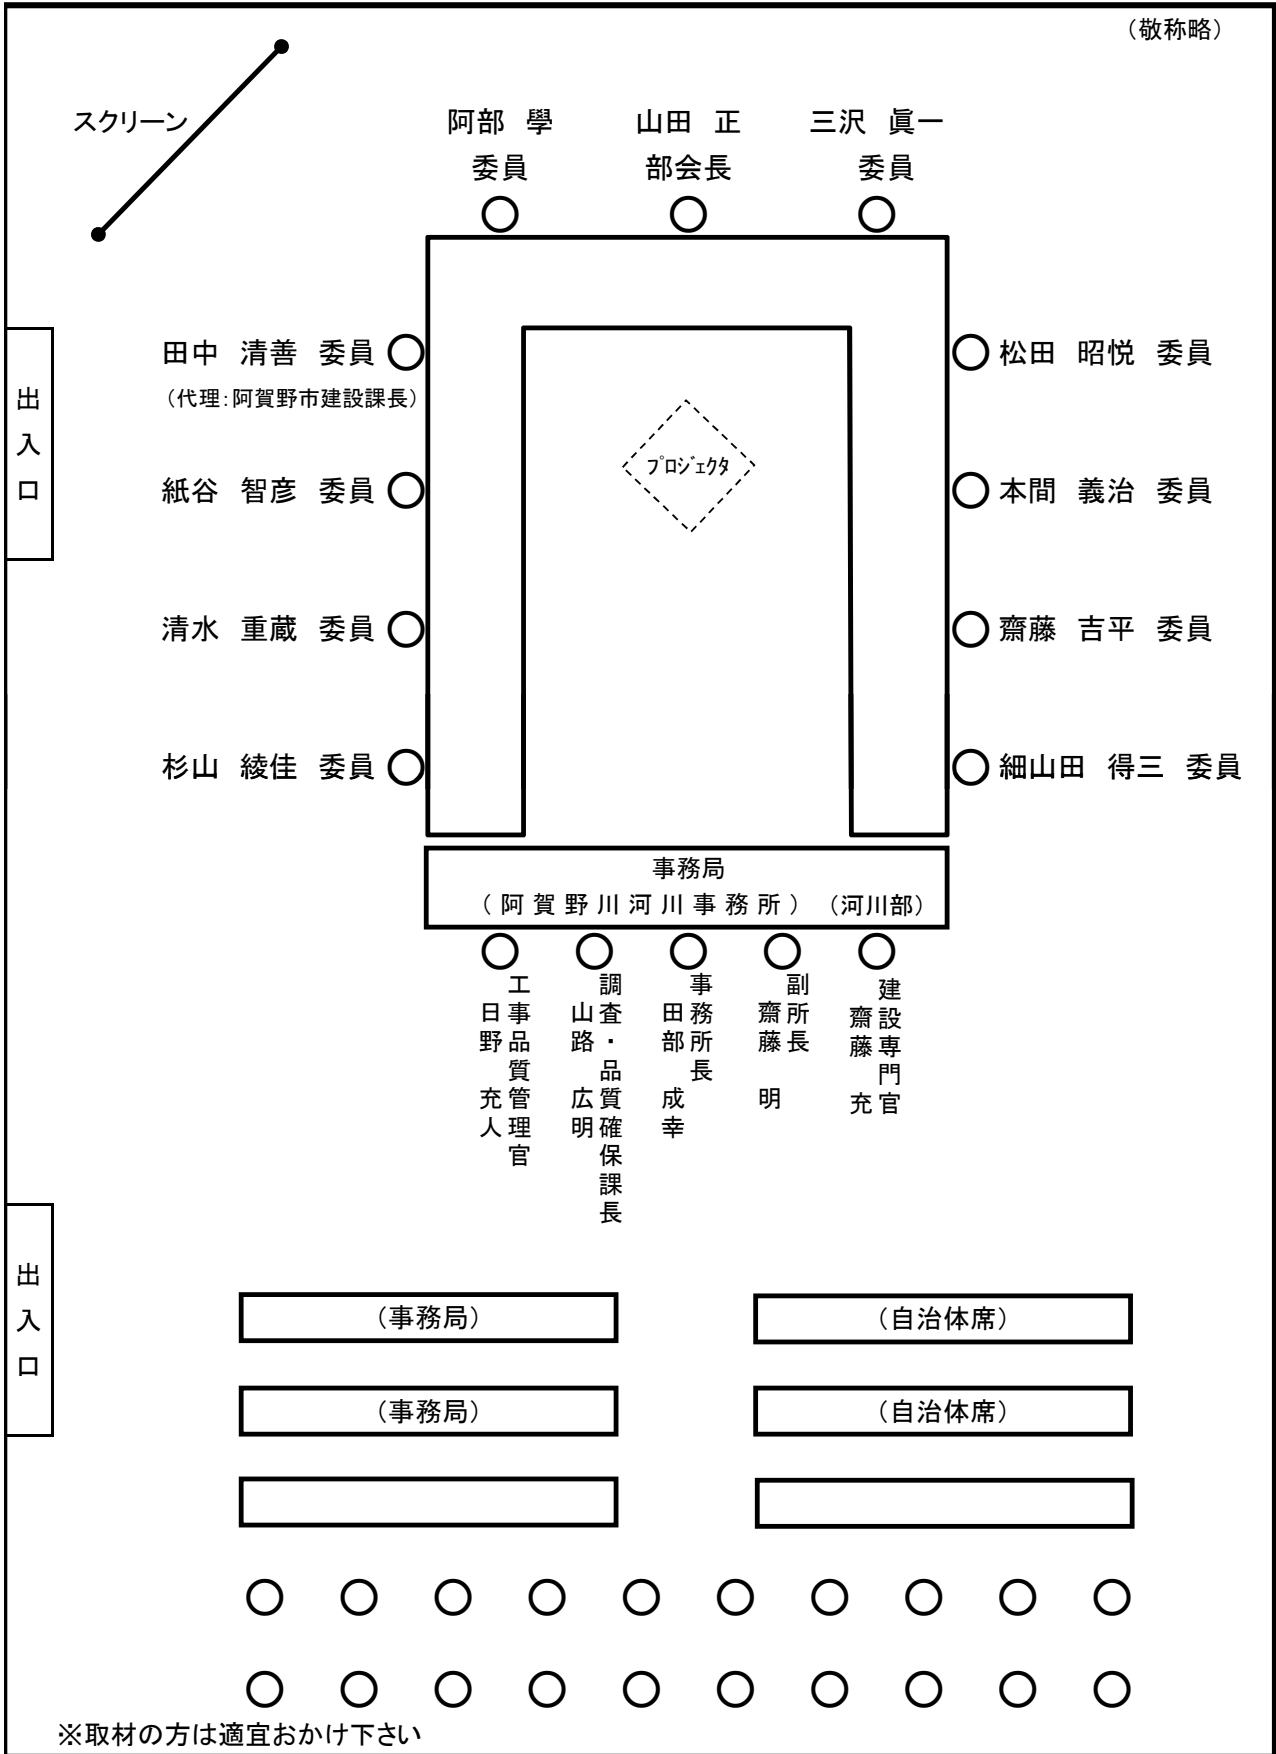 （敬称略）
スクリーン
阿部　學
委員
山田　正
部会長
三沢　眞一
委員
田中　清善　委員
（代理：阿賀野市建設課長）
松田　昭悦　委員
出入口
プロジェクタ
紙谷　智彦　委員
本間　義治　委員
清水　重蔵　委員
齋藤　吉平　委員
杉山　綾佳　委員
細山田　得三　委員
事務局
（阿賀野川河川事務所）　（河川部）
工事品質管理官
日野　充人
調査・品質確保課長
山路　広明
事務所長
田部　成幸
副所長
齋藤　明
建設専門官
齋藤　充
出入口
（事務局）
（自治体席）
（事務局）
（自治体席）
※取材の方は適宜おかけ下さい